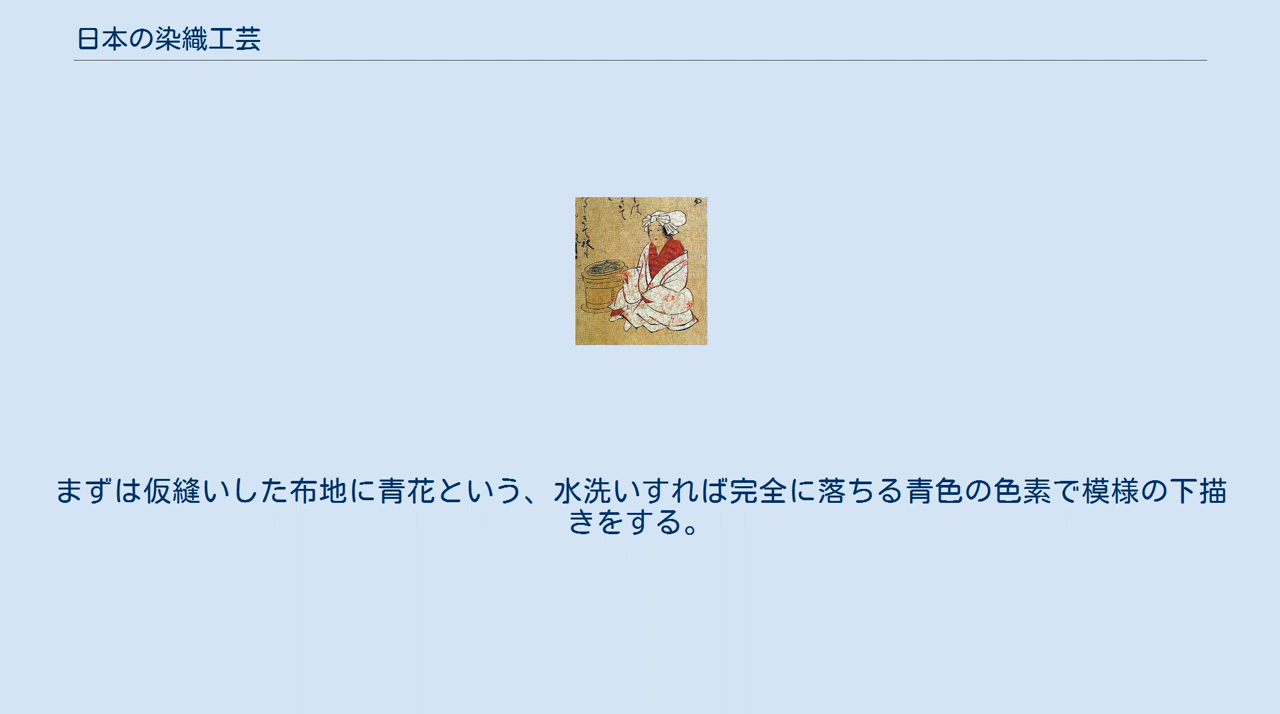 日本の染織工芸
まずは仮縫いした布地に青花という、水洗いすれば完全に落ちる青色の色素で模様の下描
きをする。